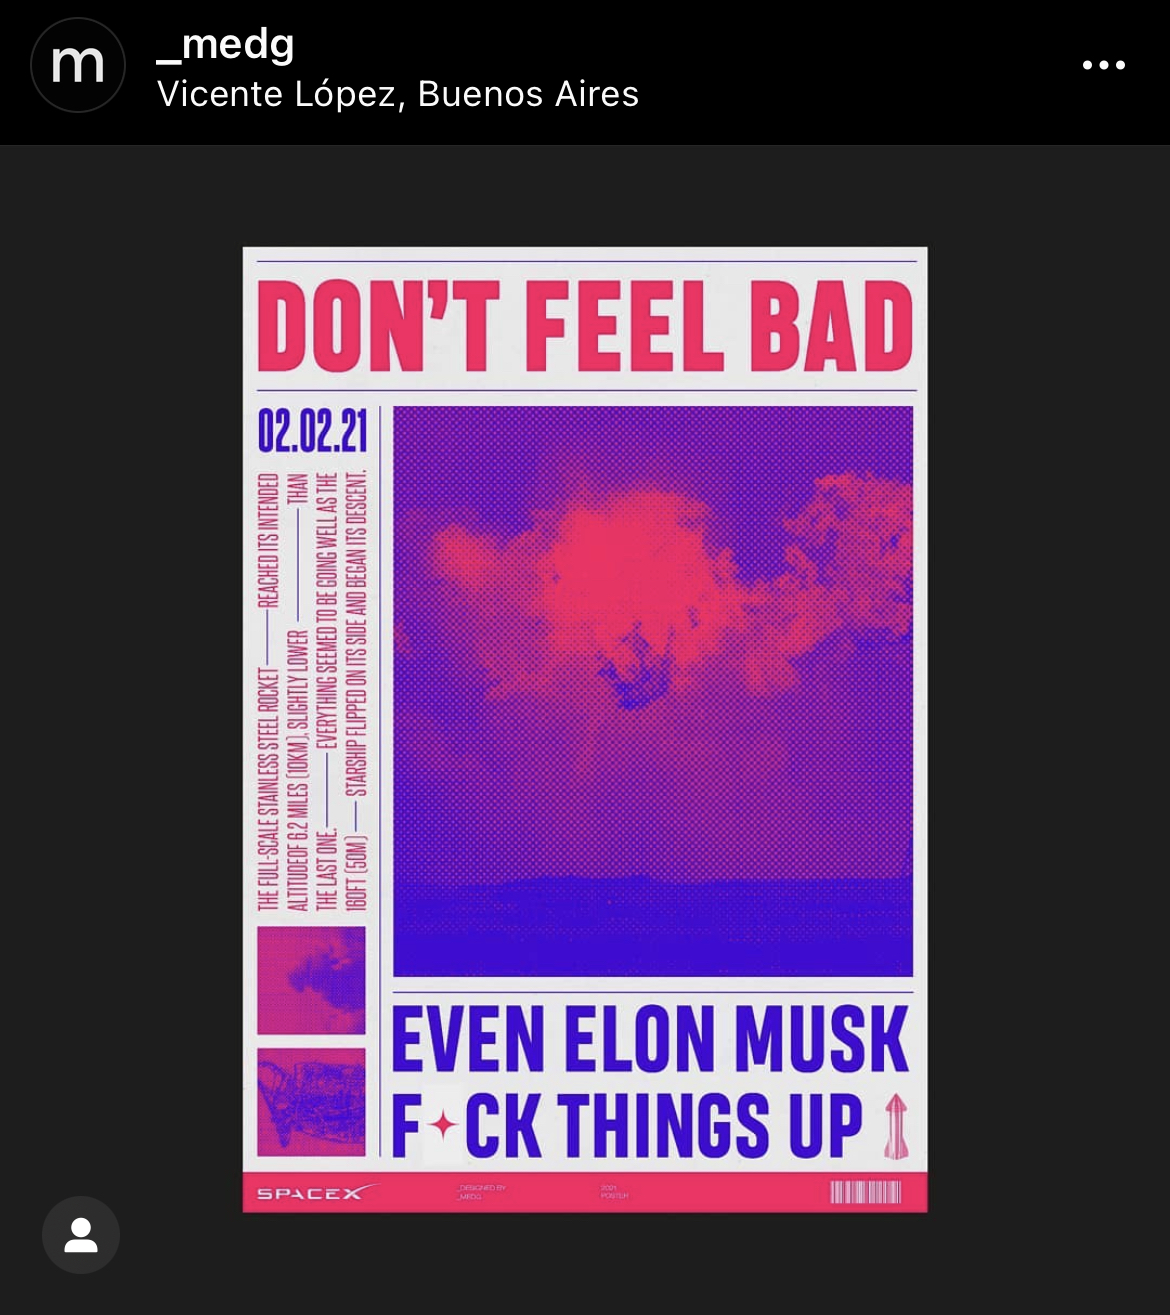 m
_medg
Vicente López, Buenos Aires
DON'T FEEL BAD
02.02.21
THE FULL-SCALE STAINLESS STEEL ROCKET REACHED ITS INTENDED
ALTITUDEOF 6.2 MILES (10KM), SLIGHTLY LOWER THAN
THE LAST ONE. EVERYTHING SEEMED TO BE GOING WELL AS THE
160FT (50M) STARSHIP FLIPPED ON ITS SIDE AND BEGAN ITS DESCENT.
EVEN ELON MUSK
F✦CK THINGS UP
SPACEX
_DESIGNED BY
_MEDG.
2021
POSTER